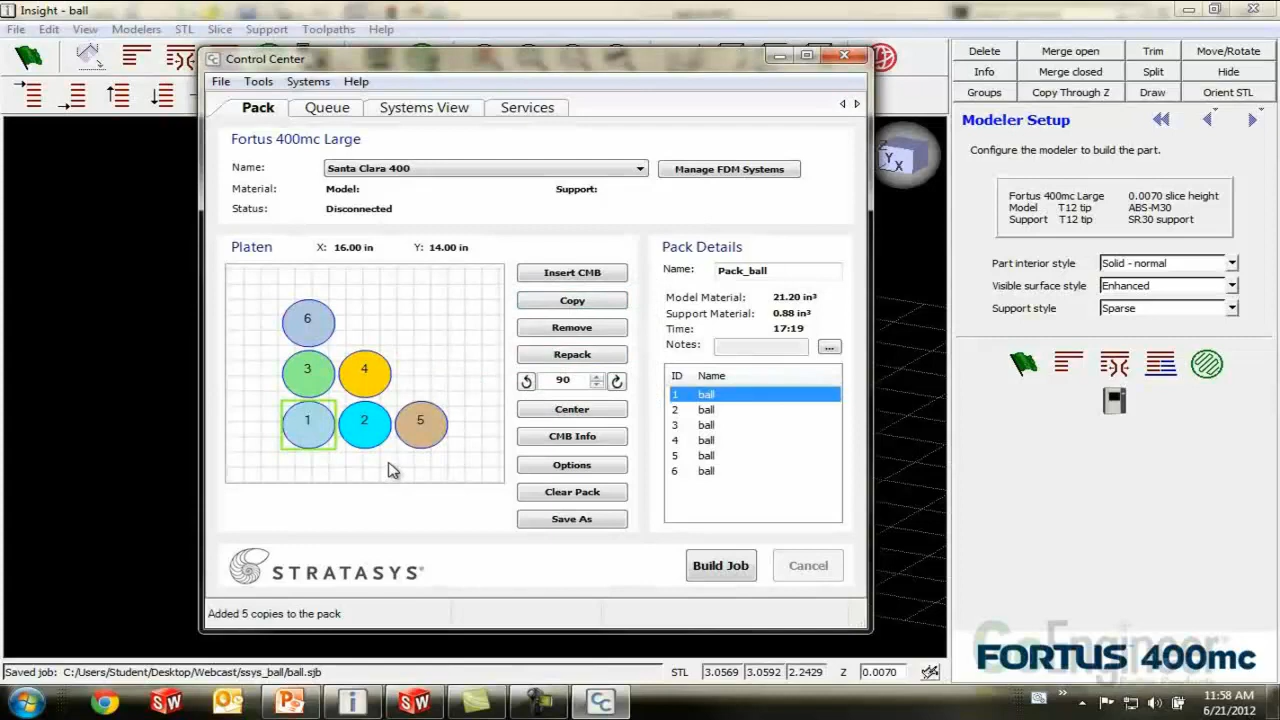 Insight - ball
File Edit View Modelers STL Slice Support Toolpaths Help
Control Center
File Tools Systems Help
Pack Queue Systems View Services
Fortus 400mc Large
Name: Santa Clara 400 Manage FDM Systems
Material: Model: Support:
Status: Disconnected
Platen X: 16.00 in Y: 14.00 in
6
3 4
1 2 5
Insert CMB
Copy
Remove
Repack
90
Center
CMB Info
Options
Clear Pack
Save As
Pack Details
Name: Pack_ball
Model Material: 21.20 in³
Support Material: 0.88 in³
Time: 17:19
Notes: ...
ID Name
1 ball
2 ball
3 ball
4 ball
5 ball
6 ball
STRATASYS
Build Job Cancel
Added 5 copies to the pack
Delete Merge open Trim Move/Rotate
Info Merge closed Split Hide
Groups Copy Through Z Draw Orient STL
Modeler Setup
Configure the modeler to build the part.
Fortus 400mc Large 0.0070 slice height
Model T12 tip ABS-M30
Support T12 tip SR30 support
Part interior style Solid - normal
Visible surface style Enhanced
Support style Sparse
Z
Y X
GoEngineer
FORTUS 400mc
Saved job: C:/Users/Student/Desktop/Webcast/ssys_ball/ball.sjb STL 3.0569 3.0592 2.2429 Z 0.0070
11:58 AM
6/21/2012